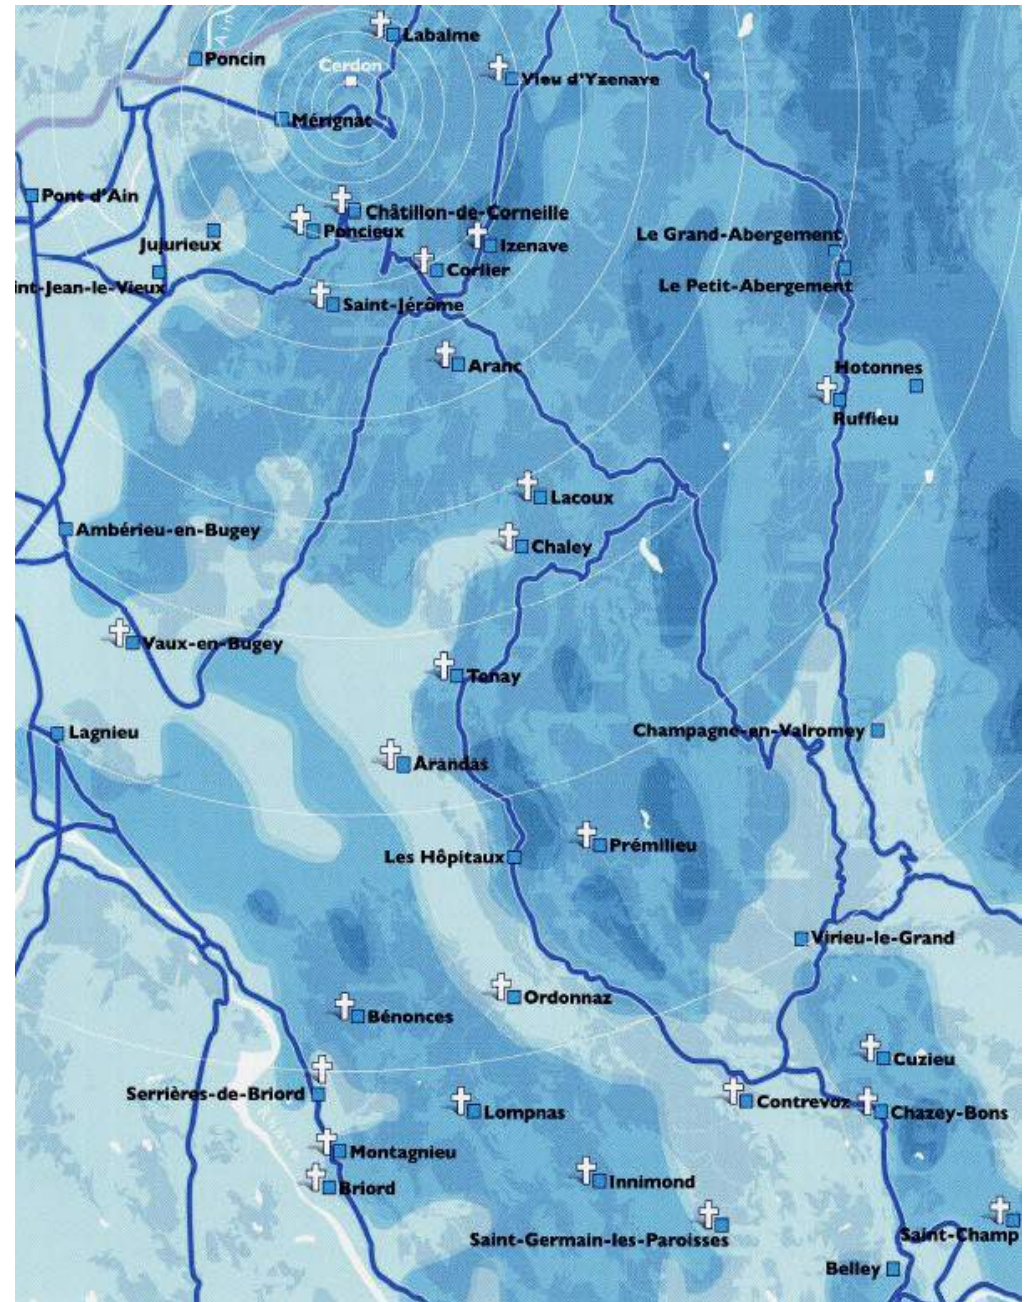 Labalme
Poncin
Cerdon
Vieu d'Yzenave
Mérignat
Pont d'Ain
Châtillon-de-Corneille
Poncieux
Jujurieux
Izenave
Le Grand-Abergement
Corlier
int-Jean-le-Vieux
Le Petit-Abergement
Saint-Jérôme
Aranc
Hotonnes
Ruffieu
Lacoux
Ambérieu-en-Bugey
Chaley
Vaux-en-Bugey
Tenay
Lagnieu
Champagne-en-Valromey
Arandas
Prémilieu
Les Hôpitaux
Virieu-le-Grand
Ordonnaz
Bénonces
Cuzieu
Serrières-de-Briord
Contrevoz
Lompnas
Chazey-Bons
Montagnieu
Innimond
Briord
Saint-Champ
Saint-Germain-les-Paroisses
Belley